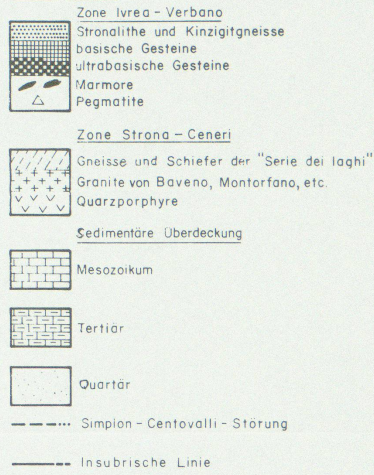 Zone Ivrea - Verbano
Stronalithe und Kinzigitgneisse
basische Gesteine
ultrabasische Gesteine
Marmore
Pegmatite
Zone Strona - Ceneri
Gneisse und Schiefer der "Serie dei laghi"
Granite von Baveno, Montorfano, etc.
Quarzporphyre
Sedimentäre Überdeckung
Mesozoikum
Tertiär
Quartär
Simplon - Centovalli - Störung
Insubrische Linie